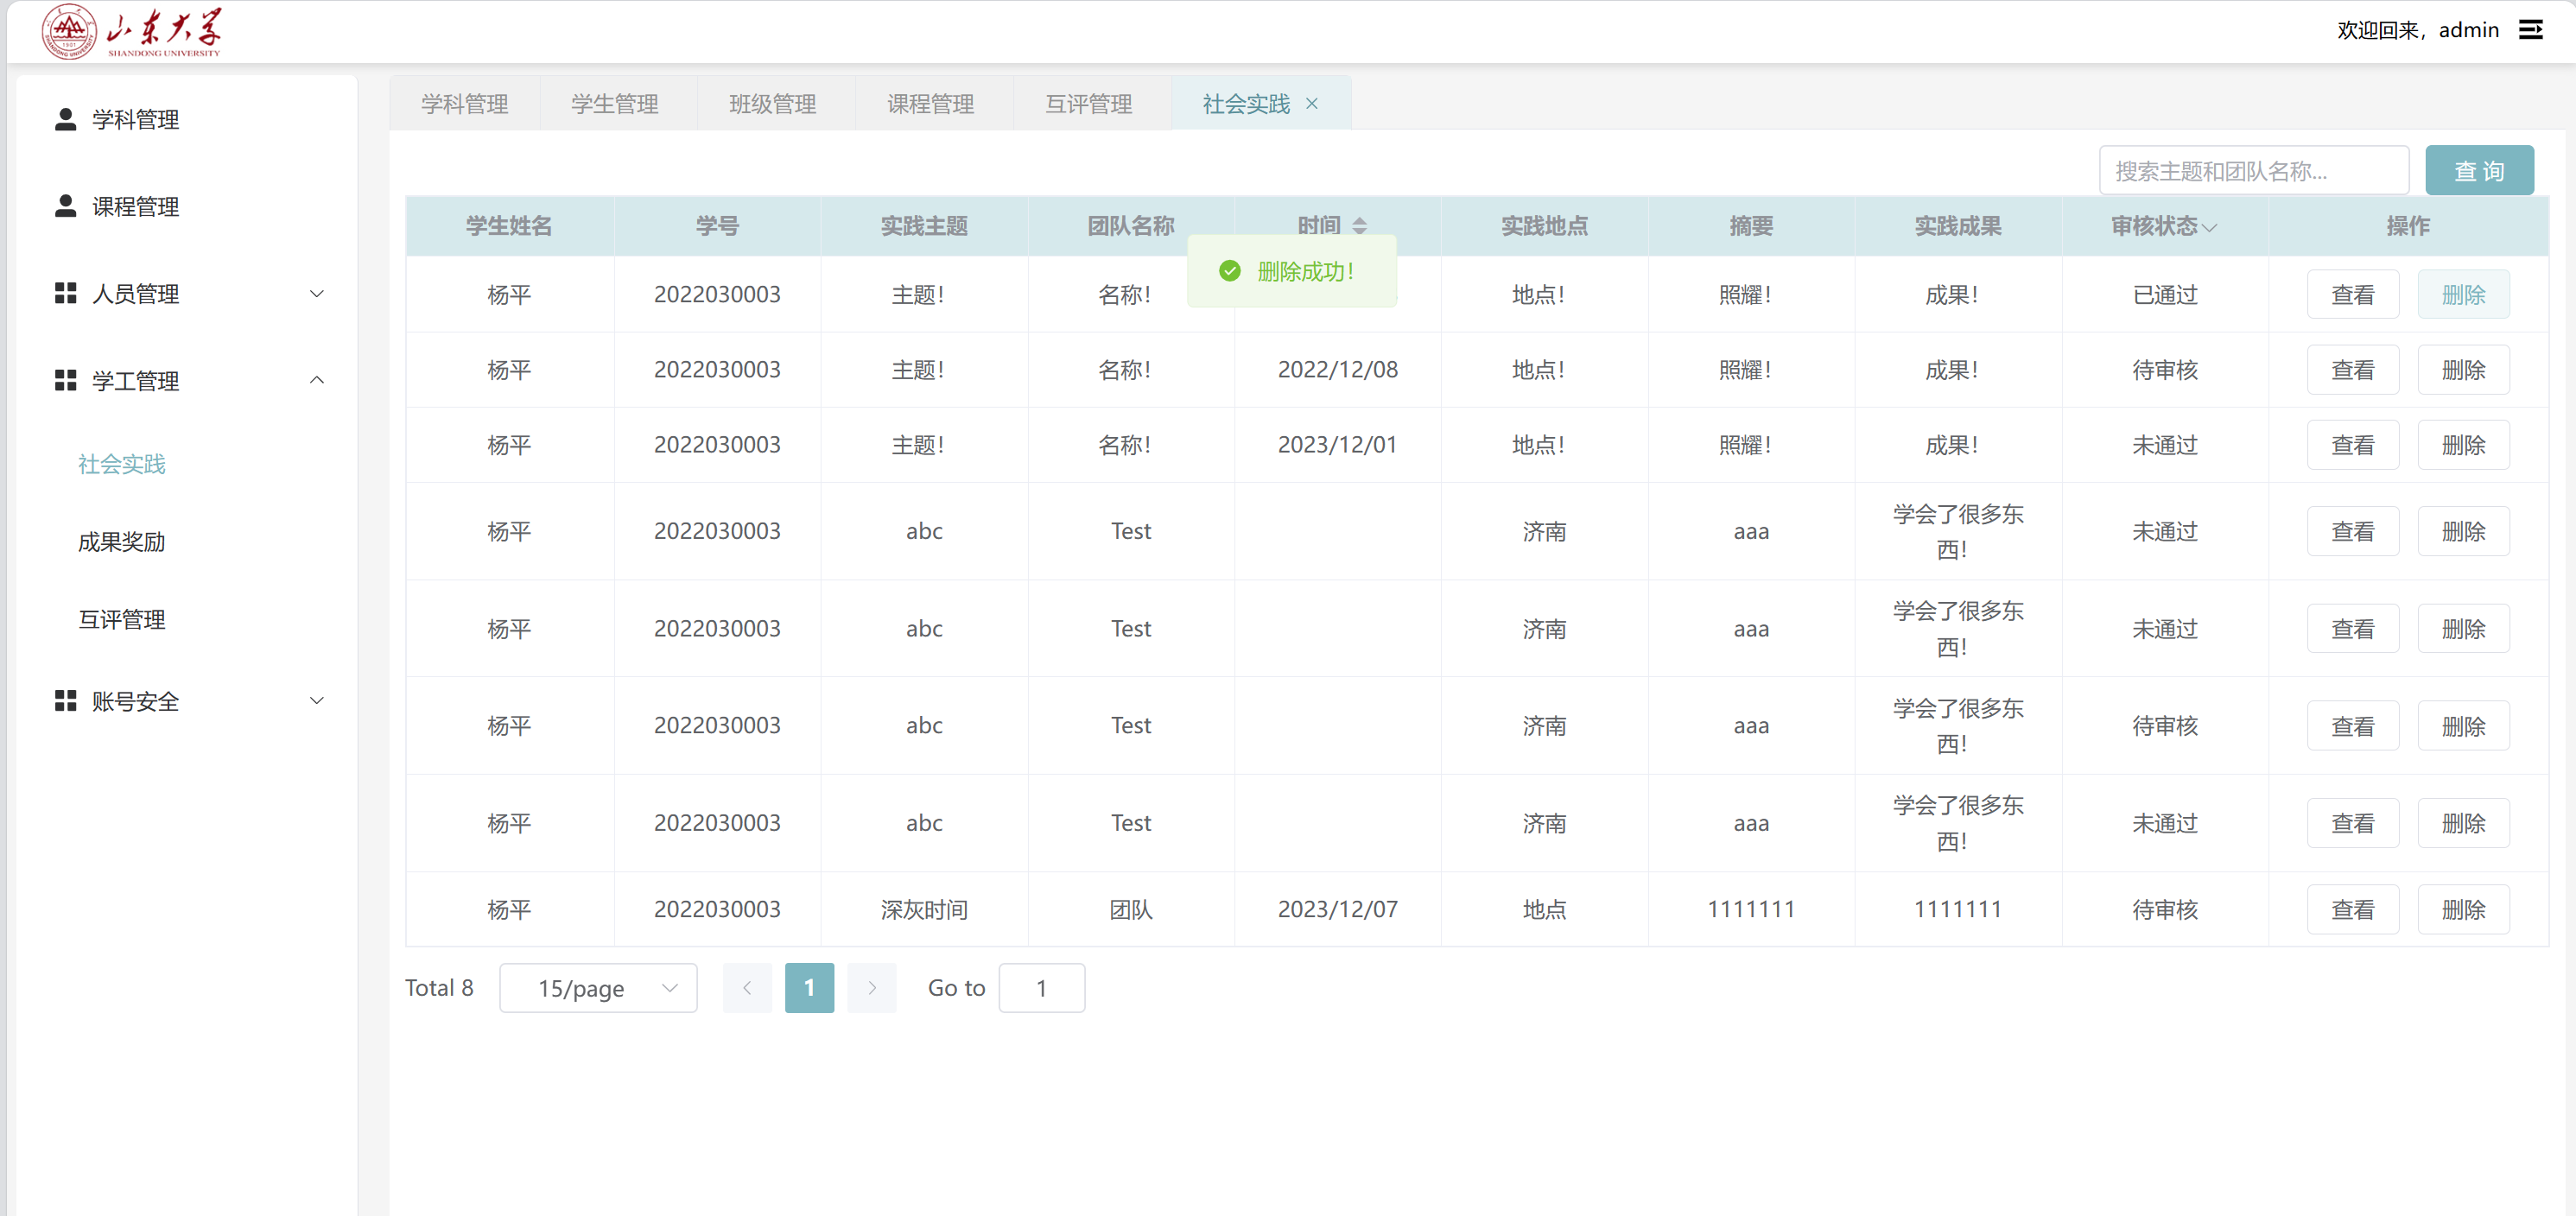 山东大学
SHANDONG UNIVERSITY
欢迎回来，admin
学科管理
课程管理
人员管理
学工管理
社会实践
成果奖励
互评管理
账号安全
学科管理 学生管理 班级管理 课程管理 互评管理 社会实践
搜索主题和团队名称... 查 询
学生姓名 学号 实践主题 团队名称 时间 实践地点 摘要 实践成果 审核状态 操作
删除成功！
杨平 2022030003 主题！ 名称！ 地点！ 照耀！ 成果！ 已通过 查看 删除
杨平 2022030003 主题！ 名称！ 2022/12/08 地点！ 照耀！ 成果！ 待审核 查看 删除
杨平 2022030003 主题！ 名称！ 2023/12/01 地点！ 照耀！ 成果！ 未通过 查看 删除
杨平 2022030003 abc Test 济南 aaa 学会了很多东
西！ 未通过 查看 删除
杨平 2022030003 abc Test 济南 aaa 学会了很多东
西！ 未通过 查看 删除
杨平 2022030003 abc Test 济南 aaa 学会了很多东
西！ 待审核 查看 删除
杨平 2022030003 abc Test 济南 aaa 学会了很多东
西！ 未通过 查看 删除
杨平 2022030003 深灰时间 团队 2023/12/07 地点 1111111 1111111 待审核 查看 删除
Total 8 15/page 1 Go to 1